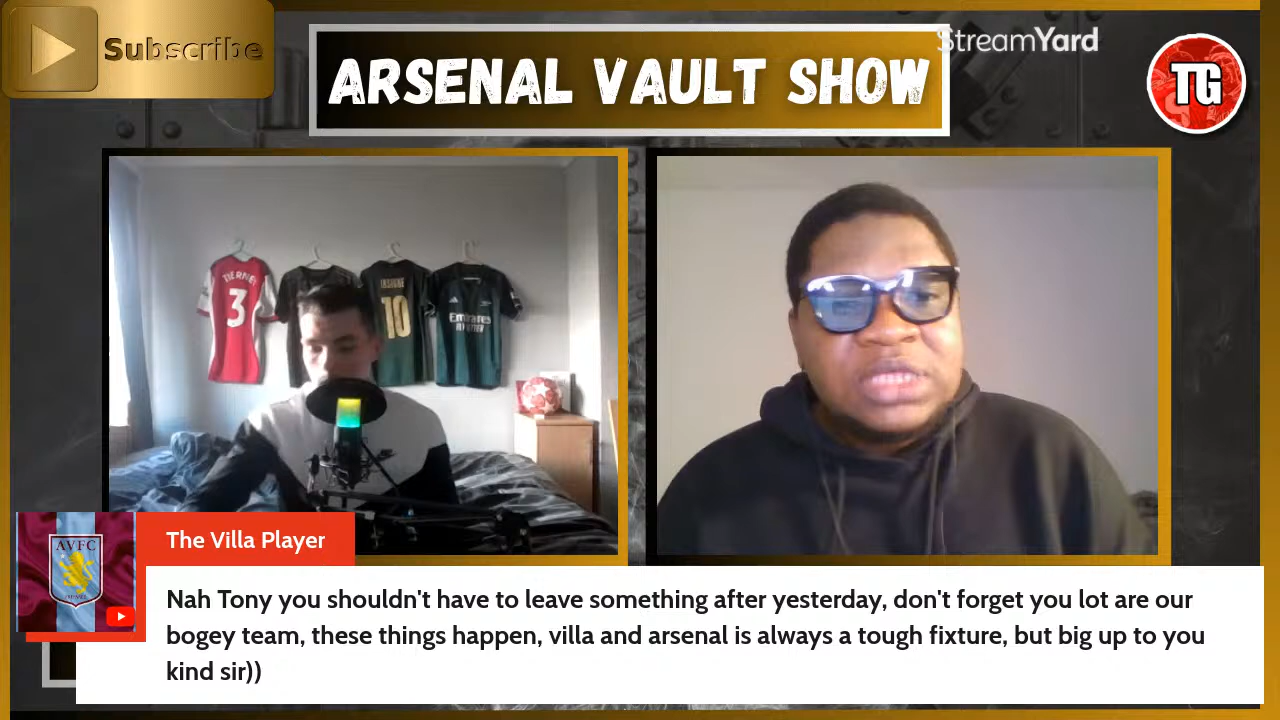 Subscribe
ARSENAL VAULT SHOW
StreamYard
TG
TIERNEY
3
10
Emirates
AVFC
The Villa Player
Nah Tony you shouldn't have to leave something after yesterday, don't forget you lot are our
bogey team, these things happen, villa and arsenal is always a tough fixture, but big up to you
kind sir))